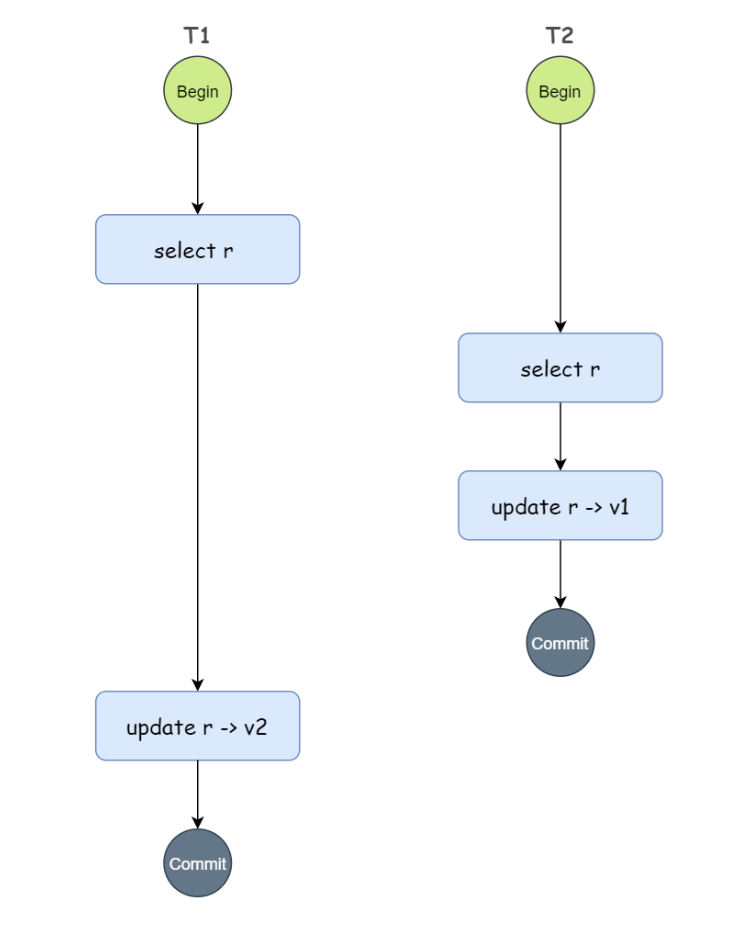 T1
Begin
select r
update r -> v2
Commit
T2
Begin
select r
update r -> v1
Commit